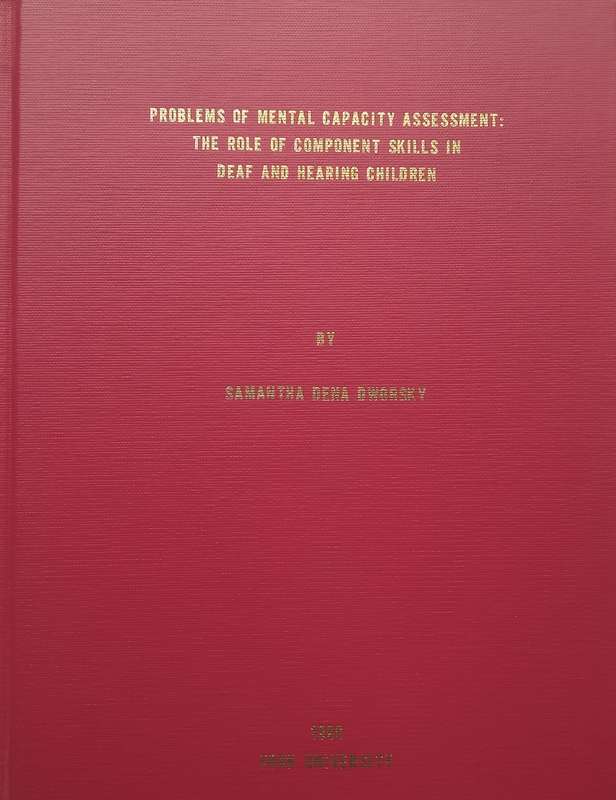 PROBLEMS OF MENTAL CAPACITY ASSESSMENT:
THE ROLE OF COMPONENT SKILLS IN
DEAF AND HEARING CHILDREN
BY
SAMANTHA DENA DWORSKY
YORK UNIVERSITY